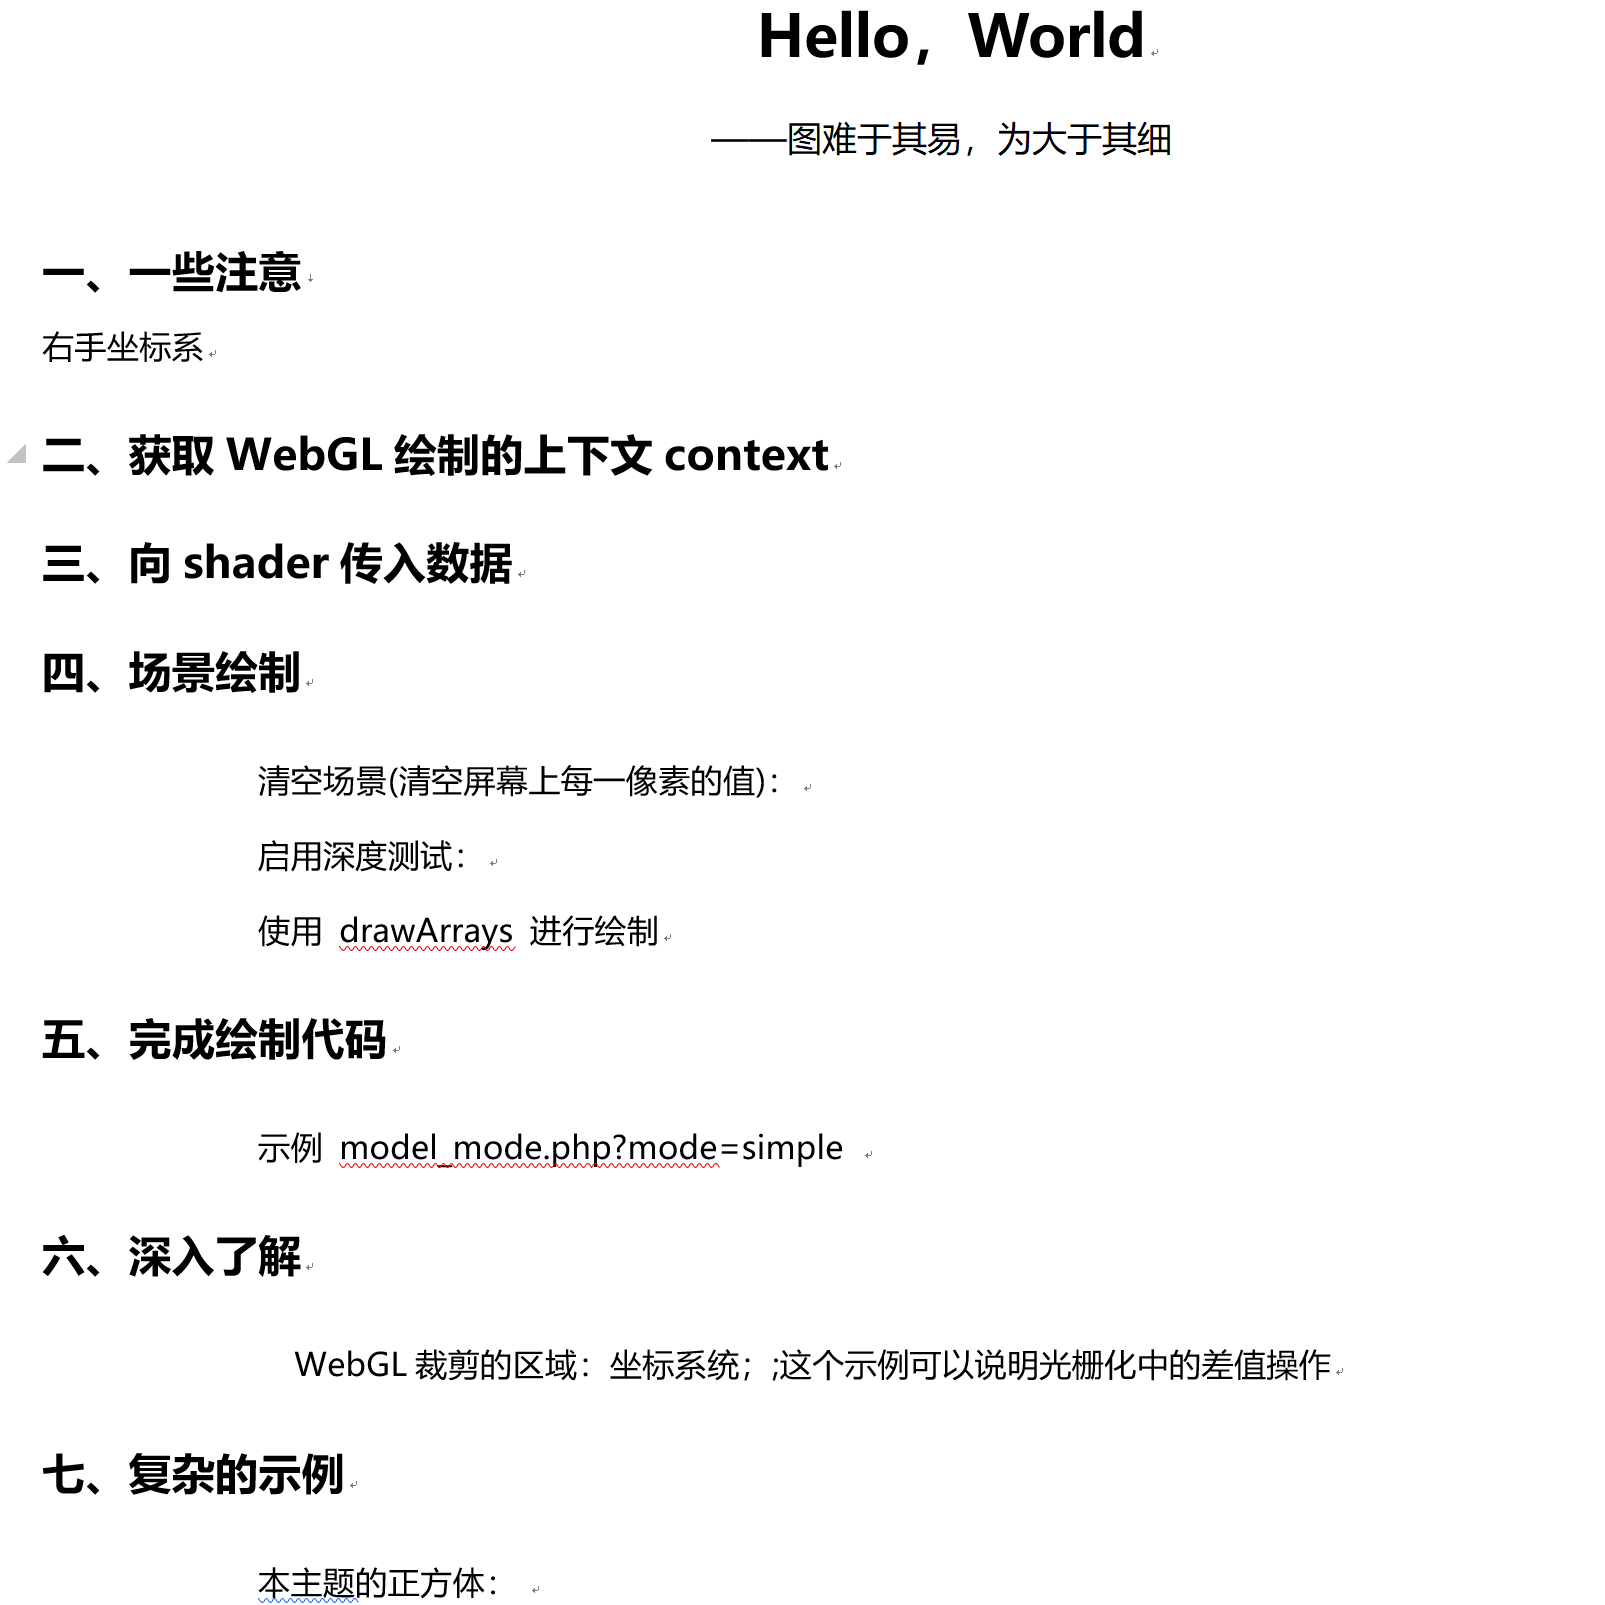 Hello，World
——图难于其易，为大于其细
一、一些注意
右手坐标系
二、获取 WebGL 绘制的上下文 context
三、向 shader 传入数据
四、场景绘制
清空场景(清空屏幕上每一像素的值)：
启用深度测试：
使用 drawArrays 进行绘制
五、完成绘制代码
示例 model_mode.php?mode=simple
六、深入了解
WebGL 裁剪的区域：坐标系统；;这个示例可以说明光栅化中的差值操作
七、复杂的示例
本主题的正方体：